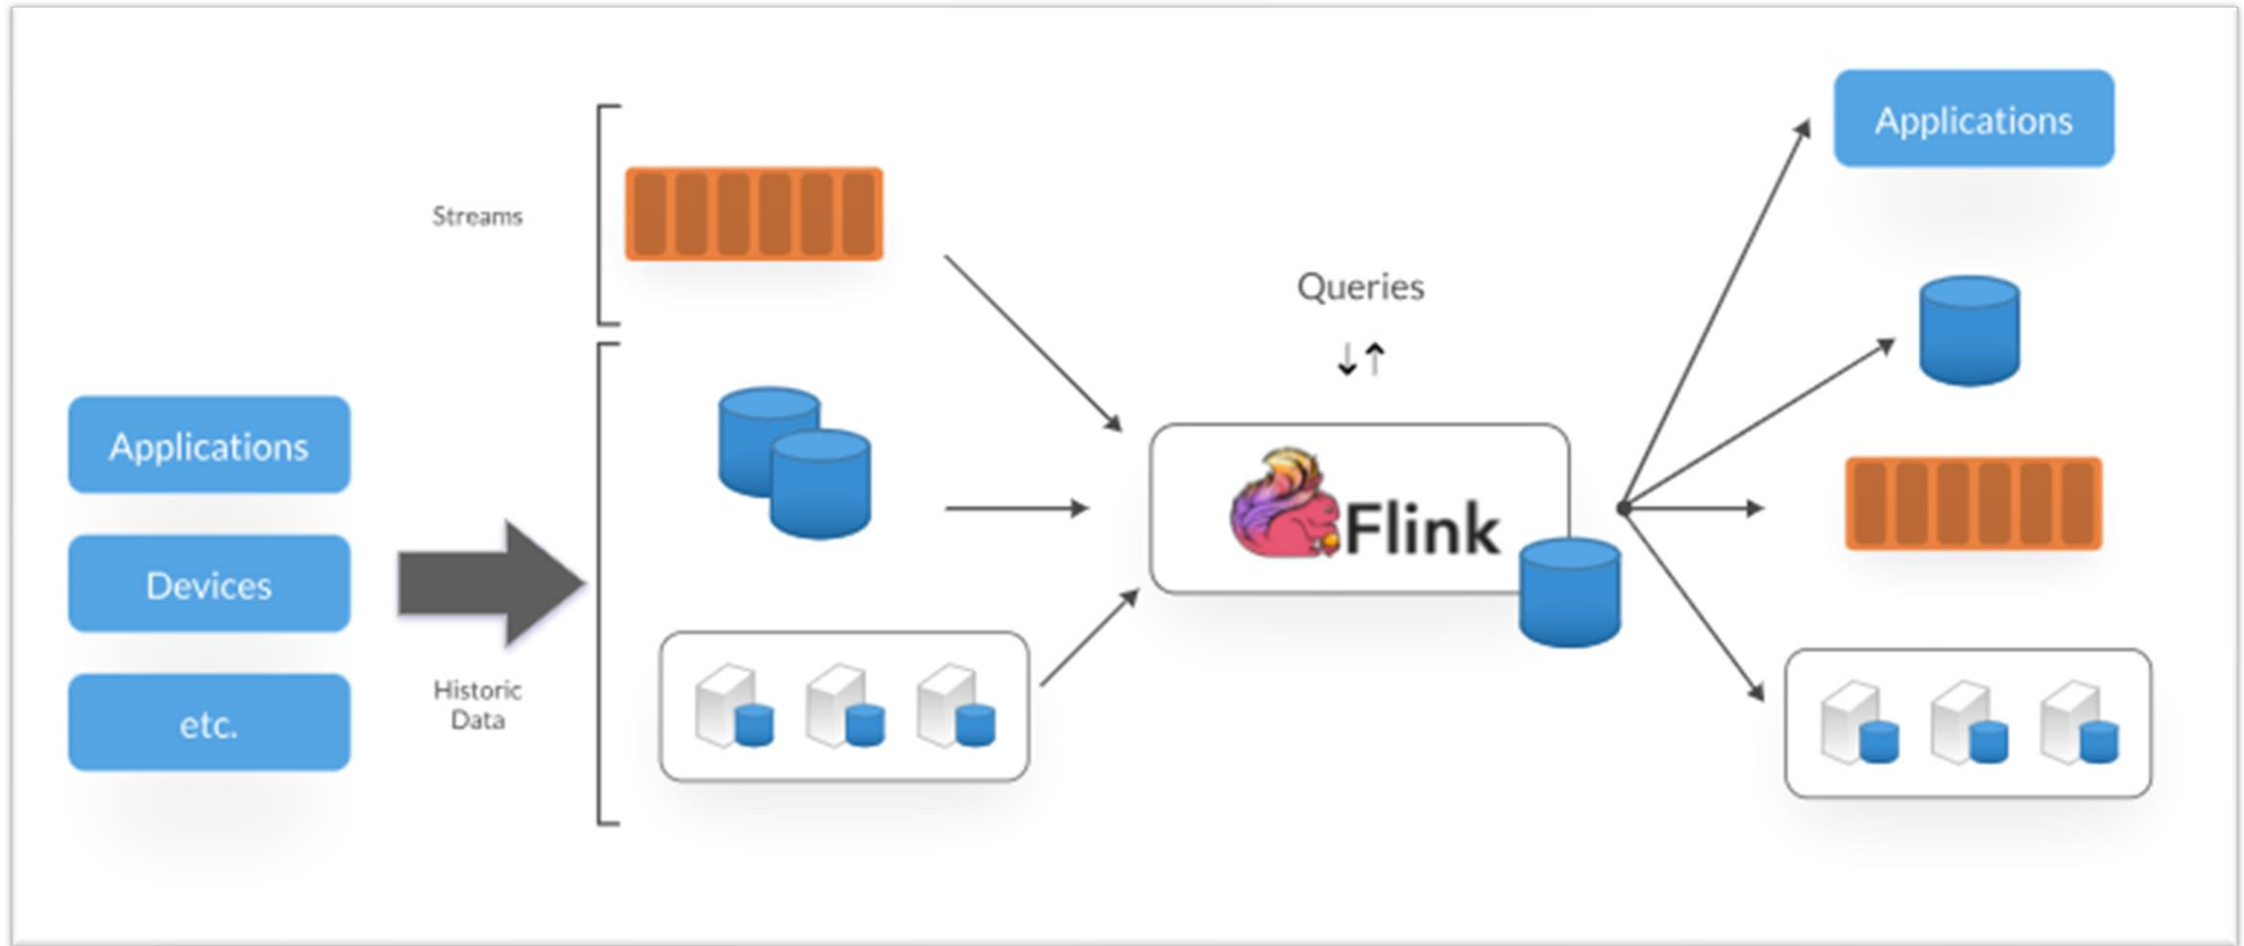 Applications
Devices
etc.
Streams
Historic
Data
Queries
Flink
Applications